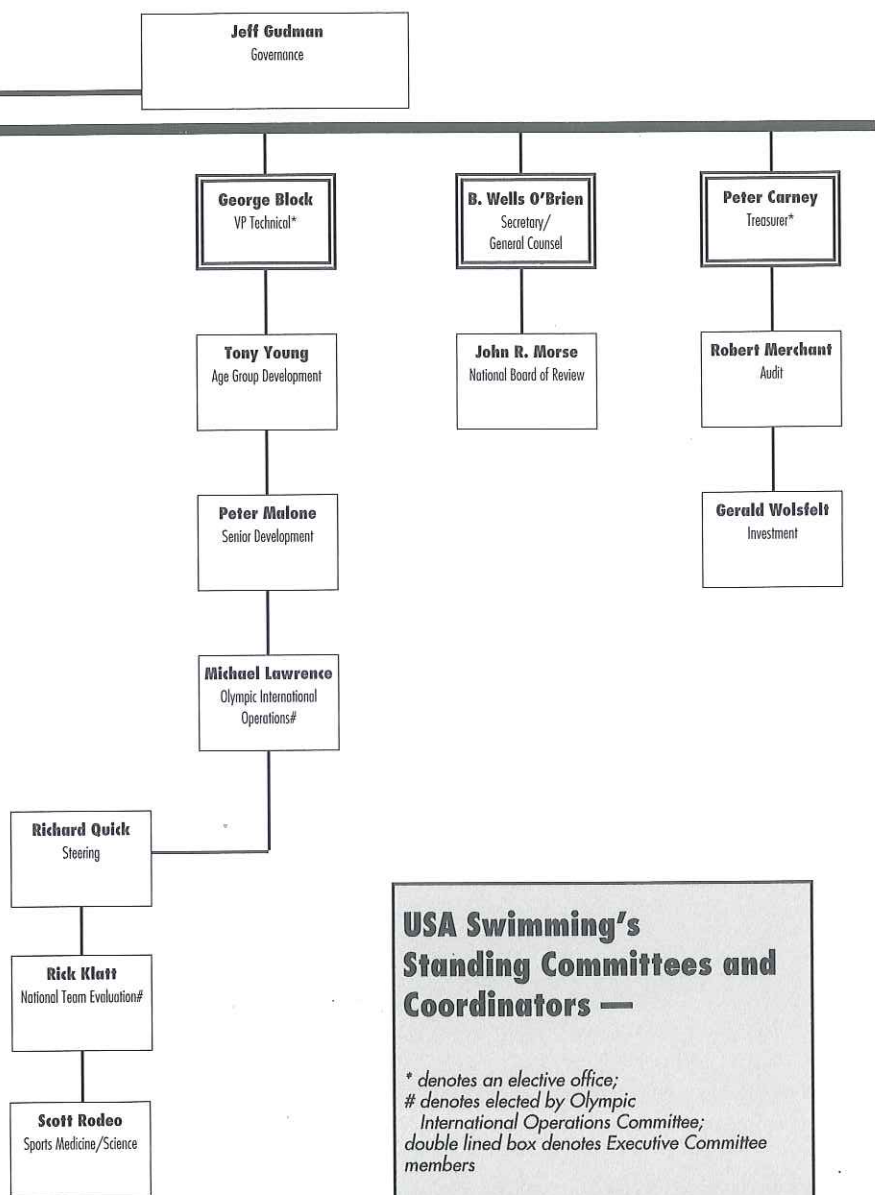 Jeff Gudman
Governance
George Block
VP Technical*
B. Wells O'Brien
Secretary/
General Counsel
Peter Carney
Treasurer*
Tony Young
Age Group Development
John R. Morse
National Board of Review
Robert Merchant
Audit
Peter Malone
Senior Development
Gerald Wolsfelt
Investment
Michael Lawrence
Olympic International
Operations#
Richard Quick
Steering
Rick Klatt
National Team Evaluation#
Scott Rodeo
Sports Medicine/Science
USA Swimming's
Standing Committees and
Coordinators —
* denotes an elective office;
# denotes elected by Olympic
International Operations Committee;
double lined box denotes Executive Committee
members